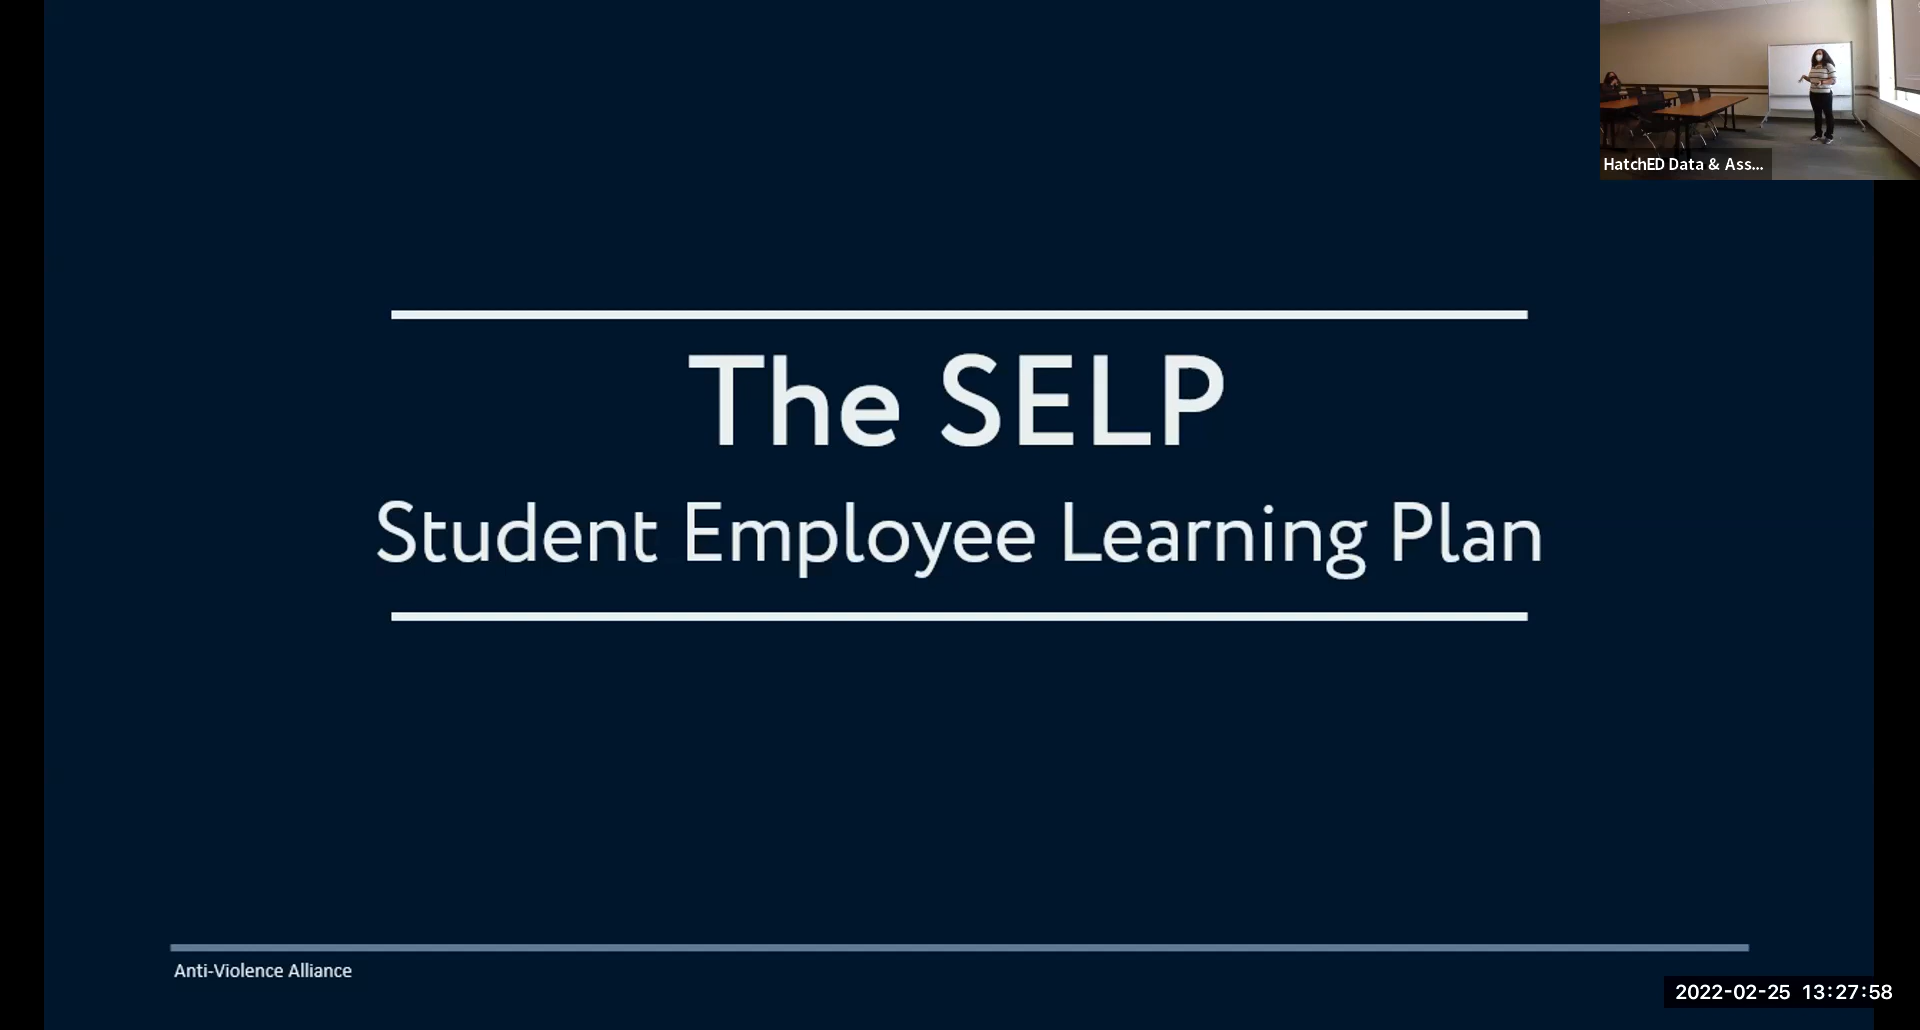 HatchED Data & Ass...
The SELP
Student Employee Learning Plan
Anti-Violence Alliance
2022-02-25 13:27:58